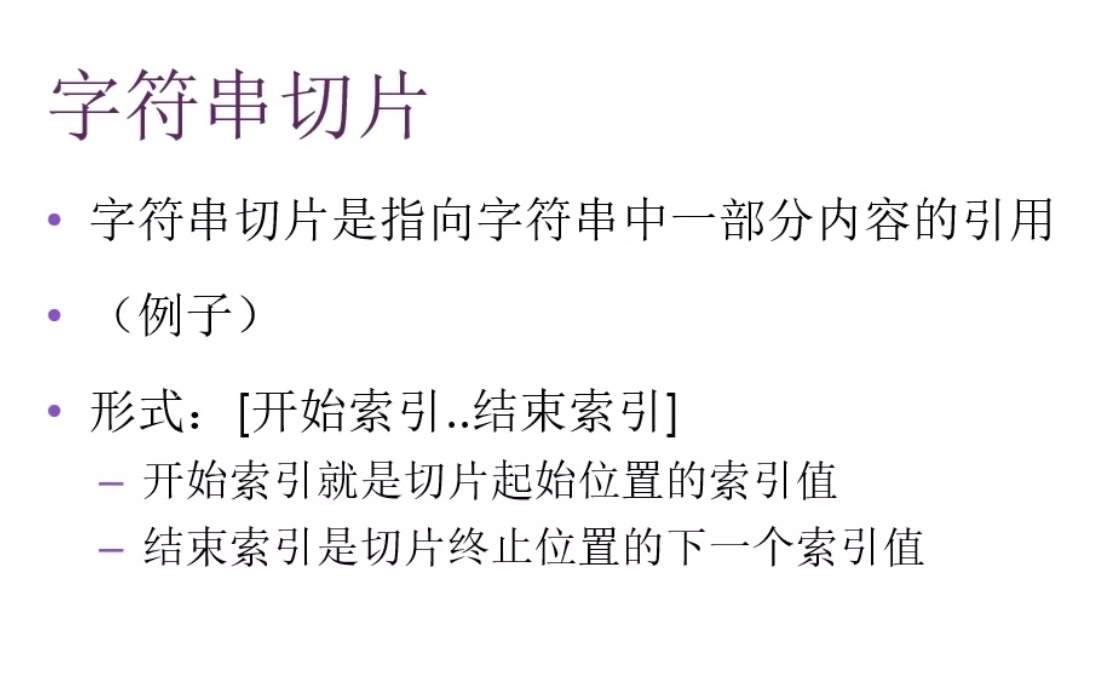 字符串切片
• 字符串切片是指向字符串中一部分内容的引用
• （例子）
• 形式：[开始索引..结束索引]
– 开始索引就是切片起始位置的索引值
– 结束索引是切片终止位置的下一个索引值